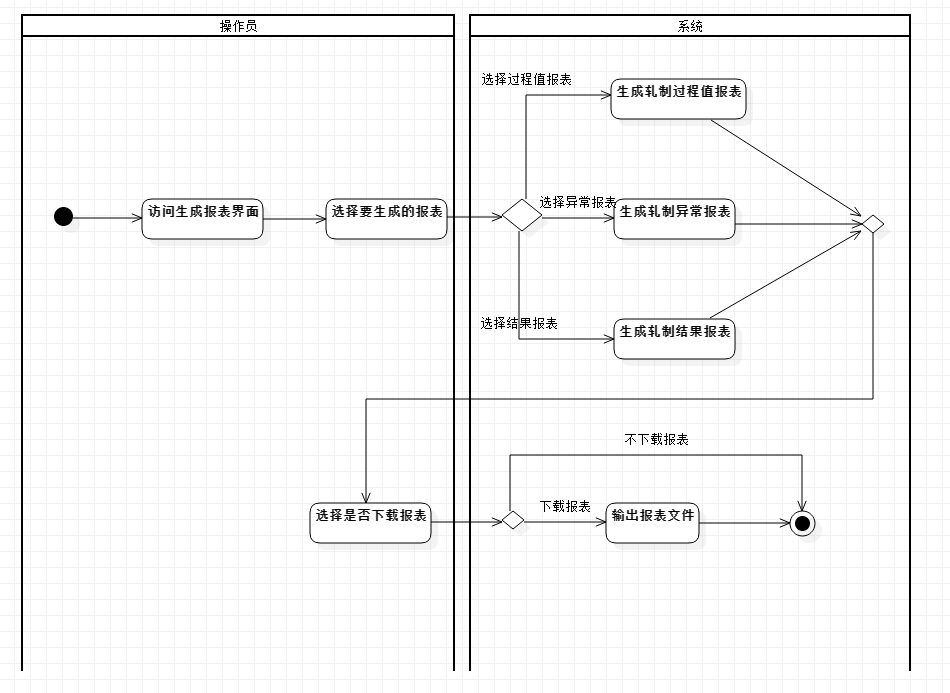 操作员
系统
选择过程值报表
生成轧制过程值报表
访问生成报表界面
选择要生成的报表
选择异常报表
生成轧制异常报表
选择结果报表
生成轧制结果报表
不下载报表
选择是否下载报表
下载报表
输出报表文件